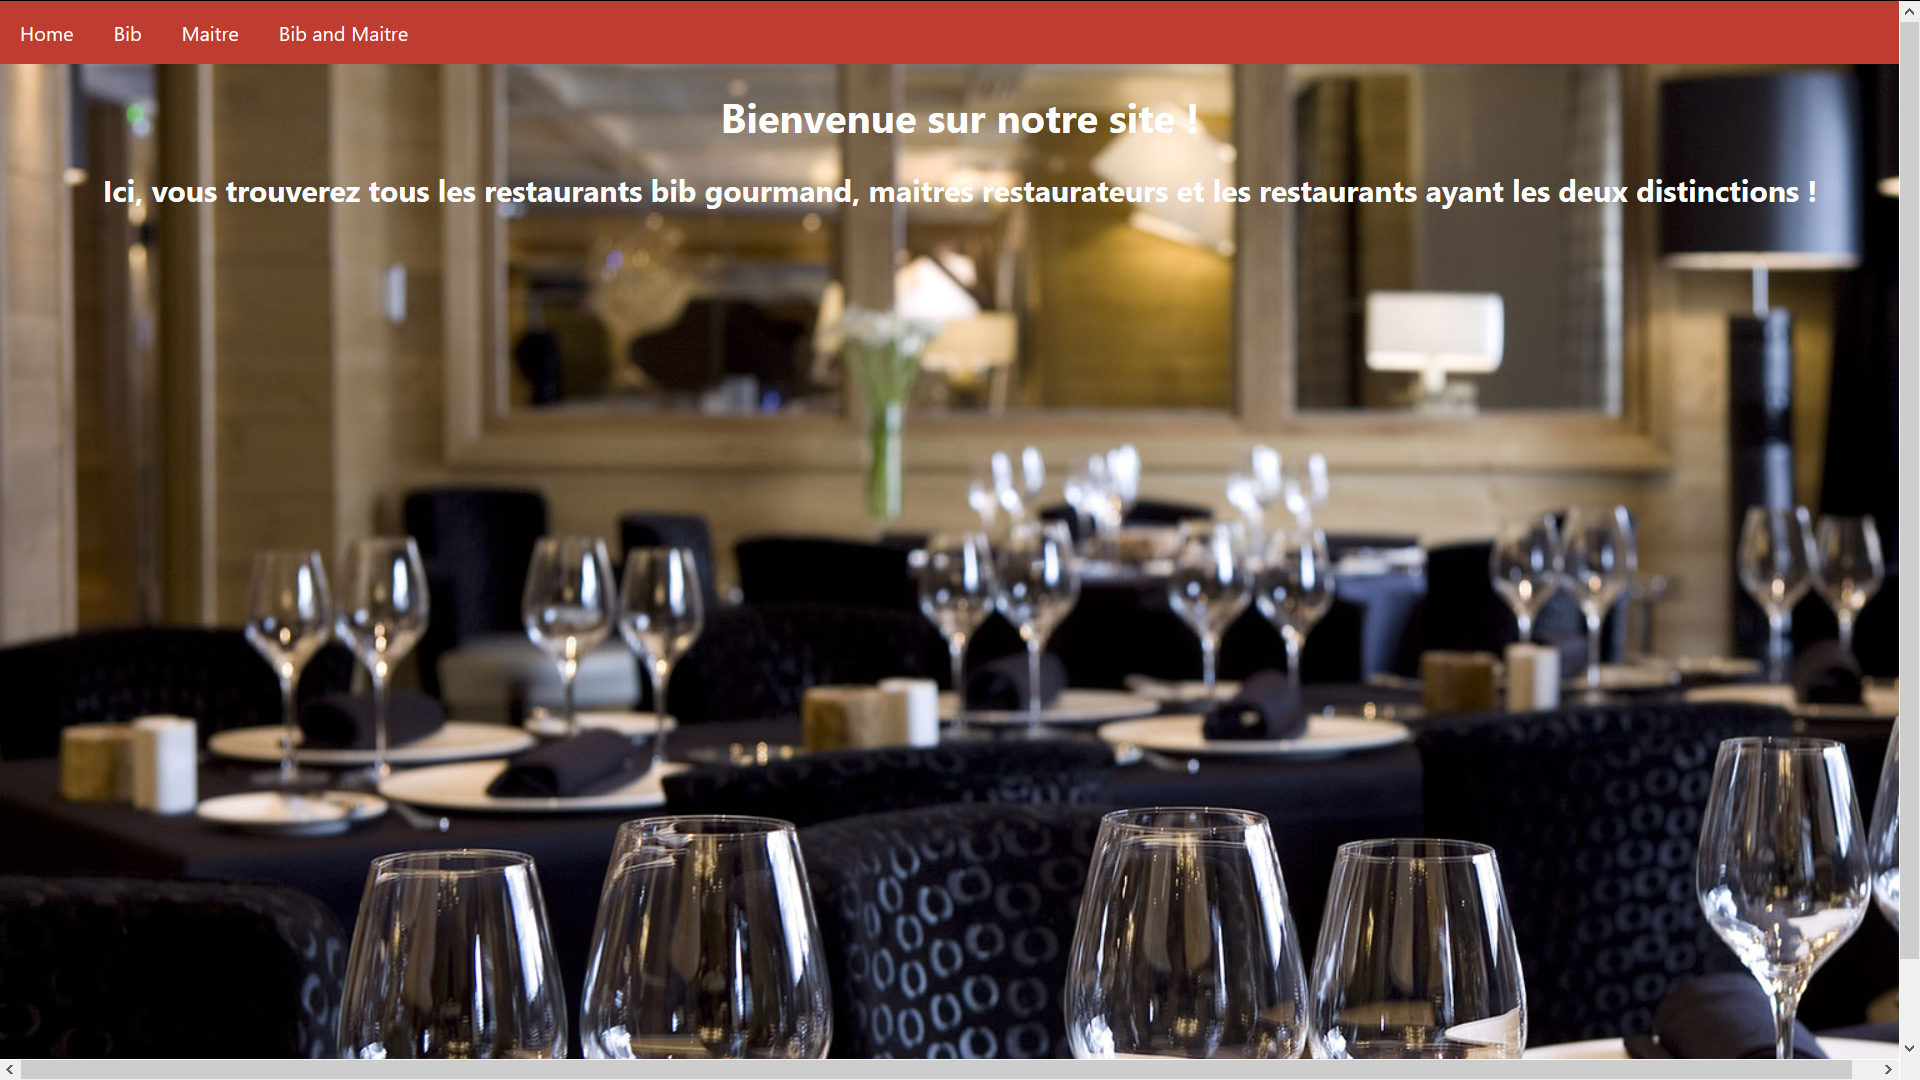 Home Bib Maitre Bib and Maitre
Bienvenue sur notre site !
Ici, vous trouverez tous les restaurants bib gourmand, maitres restaurateurs et les restaurants ayant les deux distinctions !